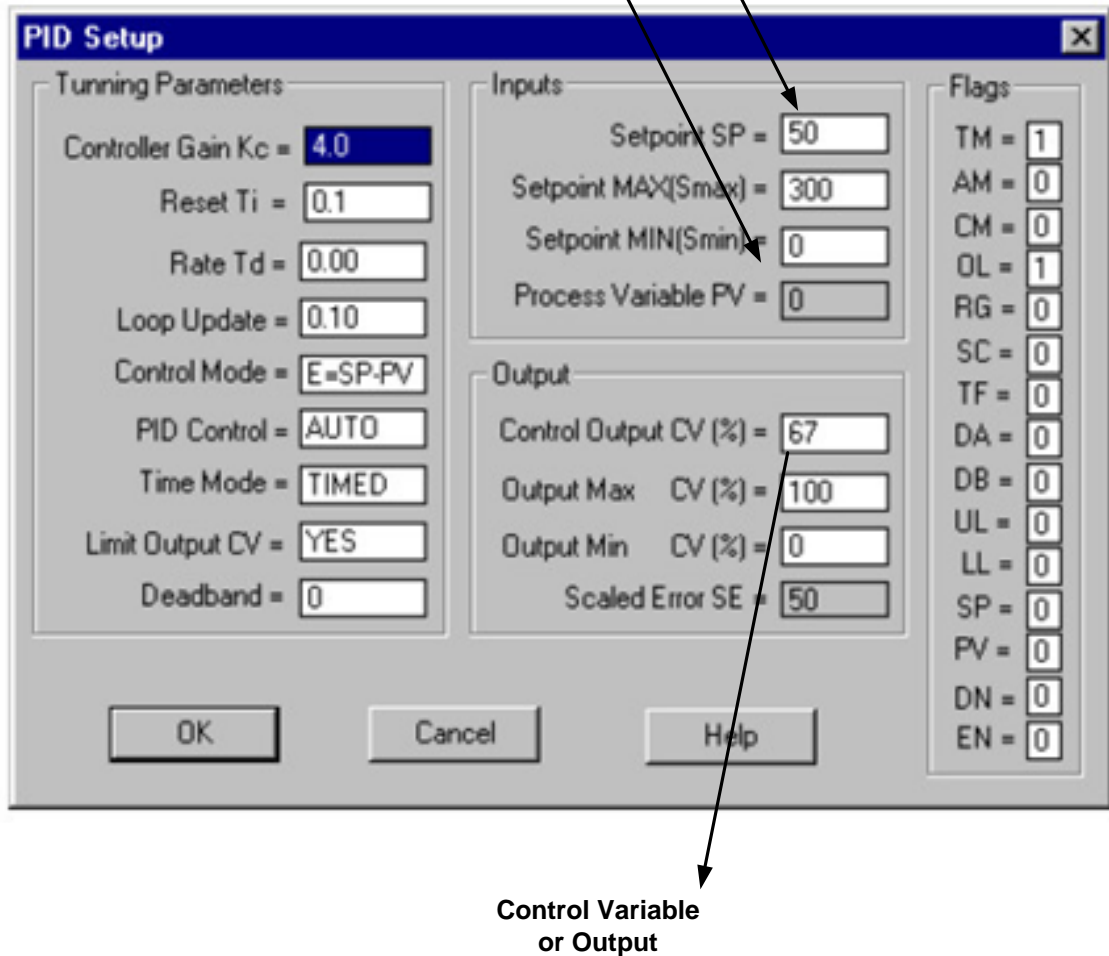 PID Setup
Tunning Parameters
Controller Gain Kc = 4.0
Reset Ti = 0.1
Rate Td = 0.00
Loop Update = 0.10
Control Mode = E=SP-PV
PID Control = AUTO
Time Mode = TIMED
Limit Output CV = YES
Deadband = 0
Inputs
Setpoint SP = 50
Setpoint MAX(Smax) = 300
Setpoint MIN(Smin) = 0
Process Variable PV = 0
Output
Control Output CV (%) = 67
Output Max CV (%) = 100
Output Min CV (%) = 0
Scaled Error SE = 50
Flags
TM = 1
AM = 0
CM = 0
OL = 1
RG = 0
SC = 0
TF = 0
DA = 0
DB = 0
UL = 0
LL = 0
SP = 0
PV = 0
DN = 0
EN = 0
OK
Cancel
Help
Control Variable
or Output